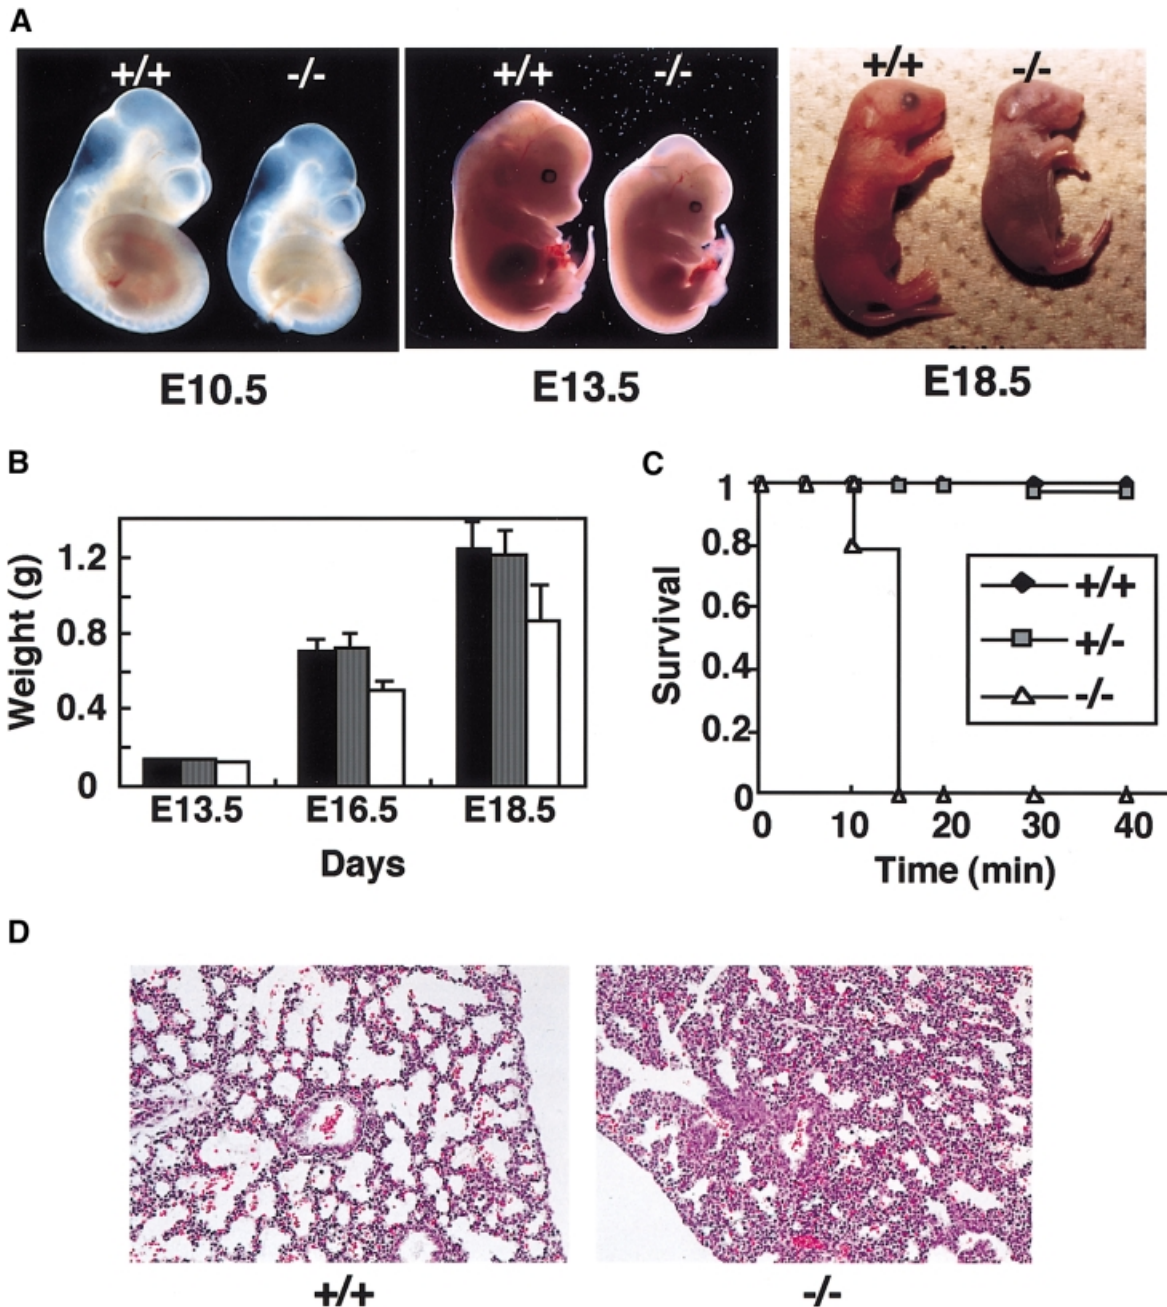 A
+/+ -/- +/+ -/- +/+ -/-
E10.5 E13.5 E18.5
B
Weight (g)
1.2
0.8
0.4
0
E13.5 E16.5 E18.5
Days
C
Survival
1
0.8
0.6
0.4
0.2
0
0 10 20 30 40
Time (min)
+/+
+/-
-/-
D
+/+ -/-